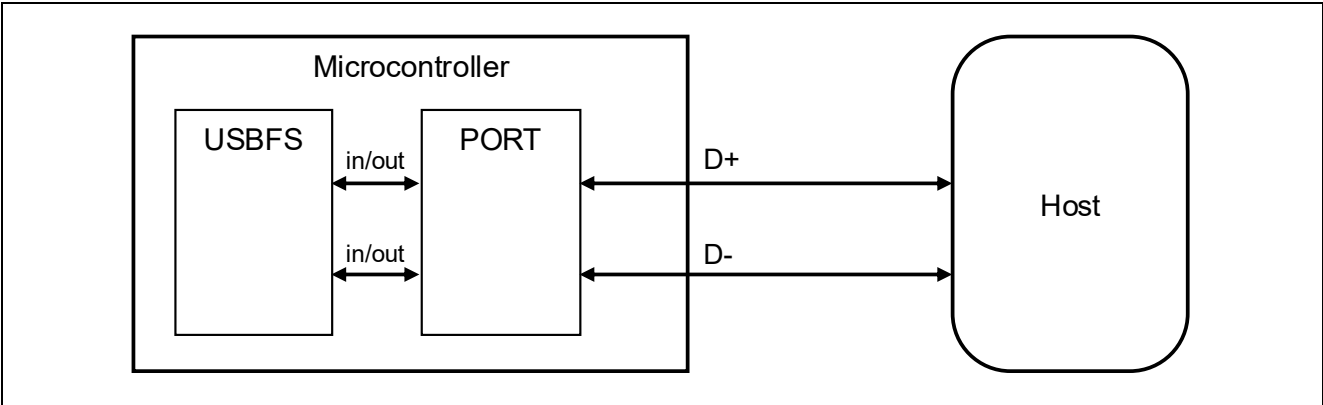 Microcontroller
USBFS
PORT
in/out
D+
Host
in/out
D-